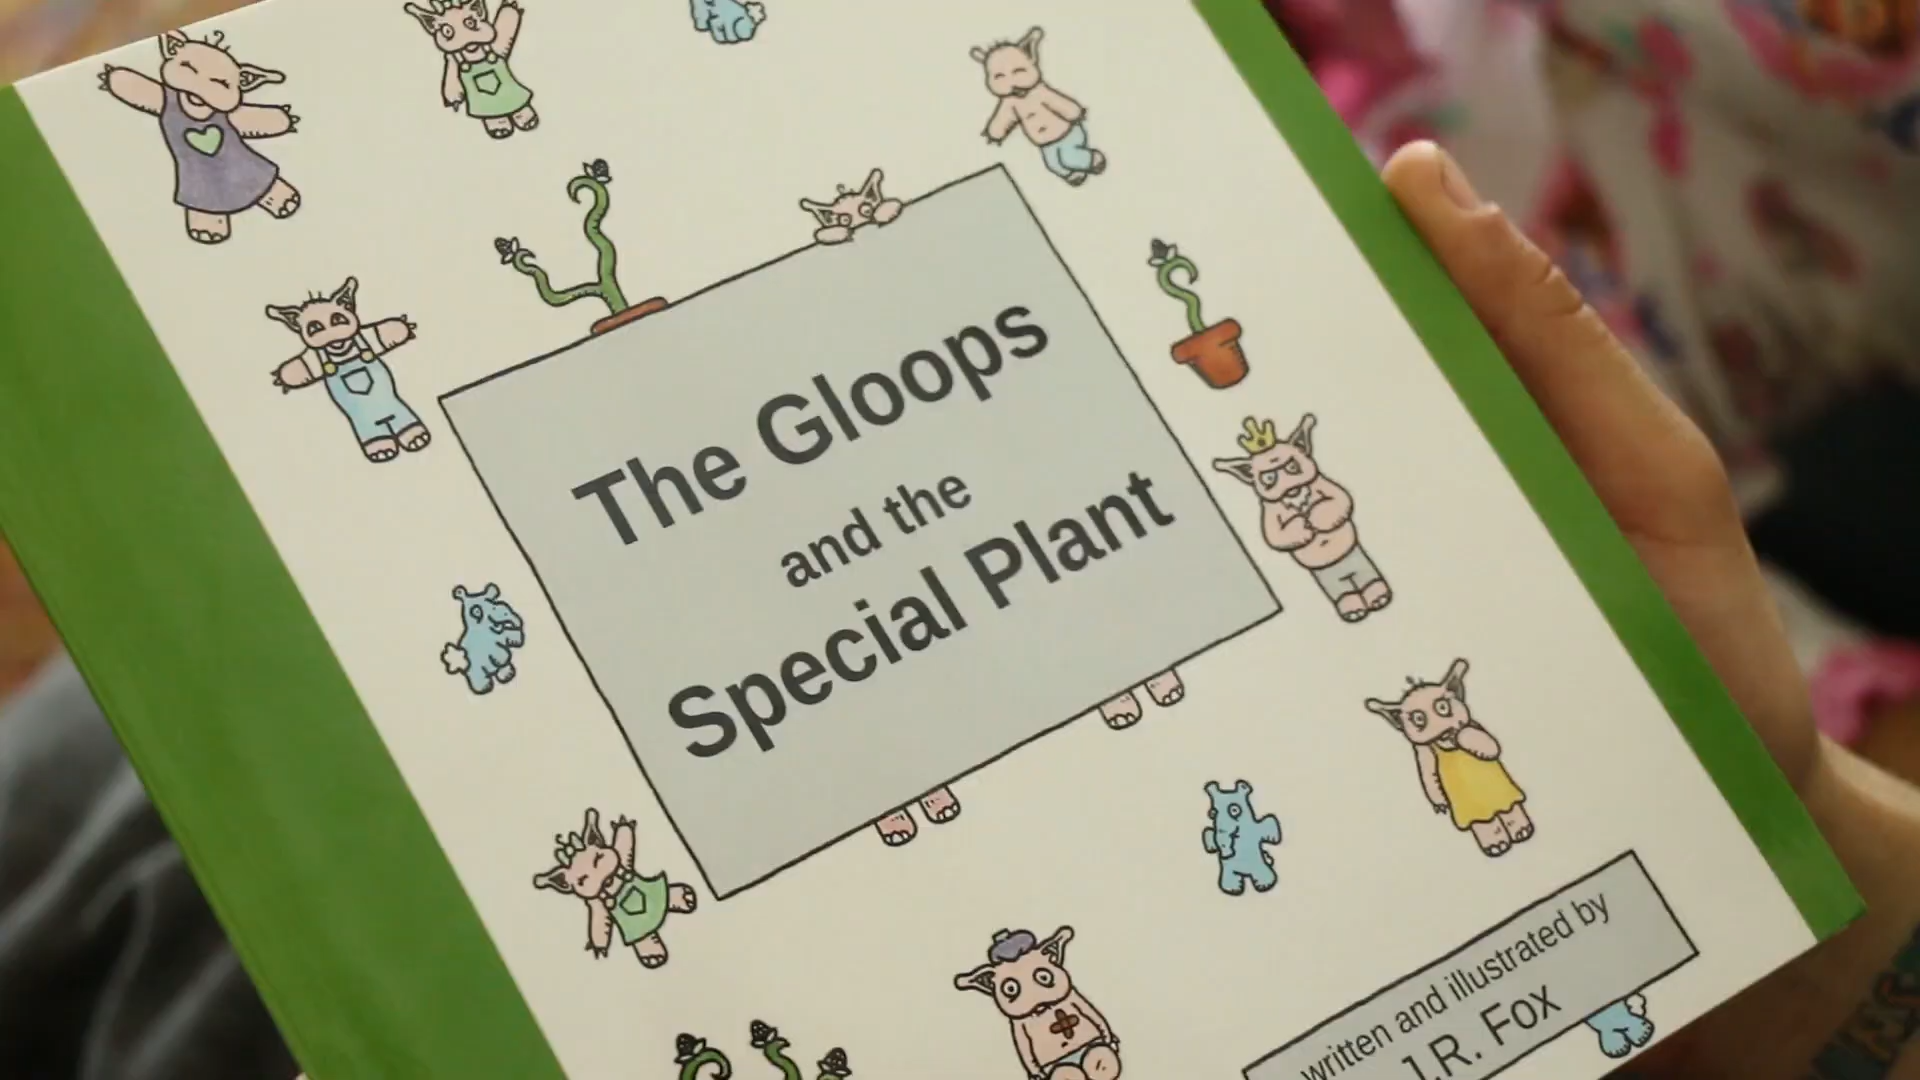 The Gloops
and the
Special Plant
written and illustrated by
J.R. Fox